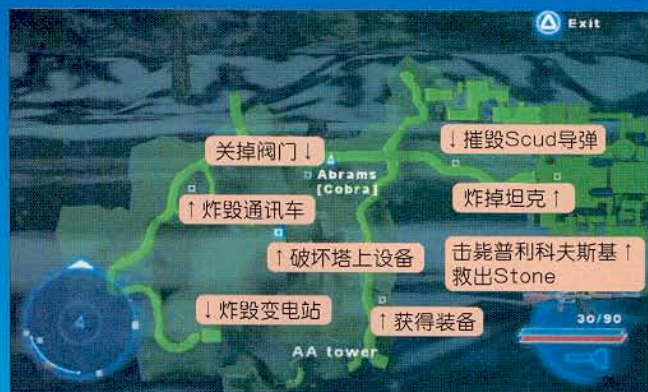 Exit
↓摧毁Scud导弹
关掉阀门↓
Abrams
[Cobra]
炸掉坦克↑
↑炸毁通讯车
↑破坏塔上设备
击毙普利科夫斯基↑
救出Stone
↓炸毁变电站
↑获得装备
30/90
4
AA tower